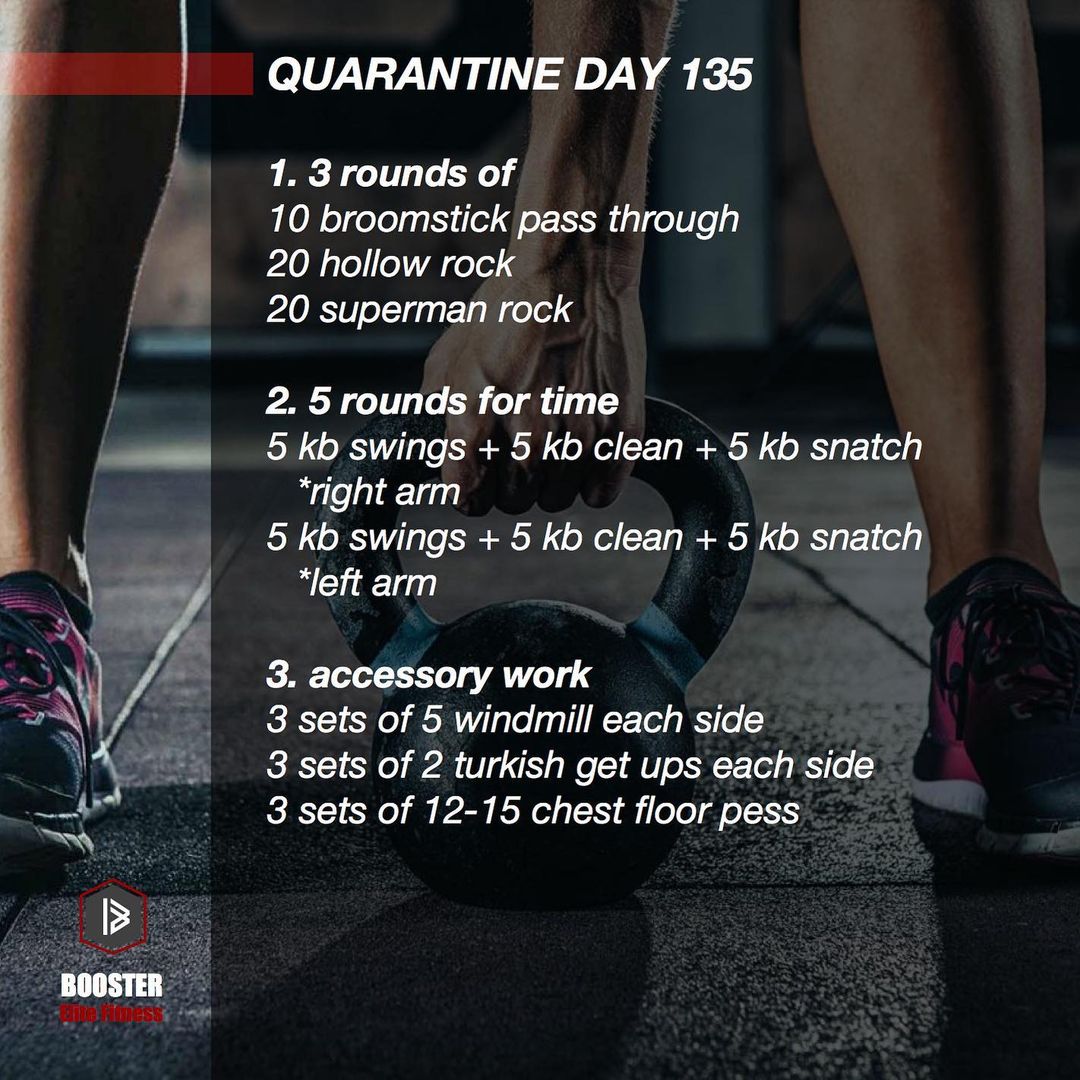 QUARANTINE DAY 135
1. 3 rounds of
10 broomstick pass through
20 hollow rock
20 superman rock
2. 5 rounds for time
5 kb swings + 5 kb clean + 5 kb snatch
*right arm
5 kb swings + 5 kb clean + 5 kb snatch
*left arm
3. accessory work
3 sets of 5 windmill each side
3 sets of 2 turkish get ups each side
3 sets of 12-15 chest floor pess
BOOSTER
Elite Fitness